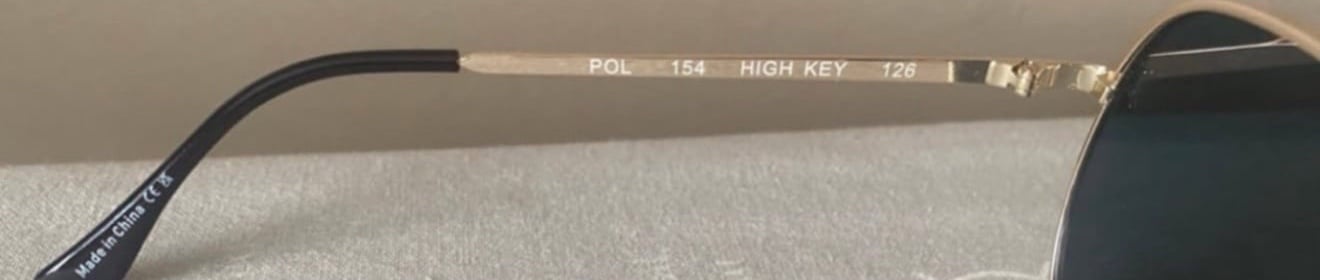 POL 154 HIGH KEY 126
Made in China CE